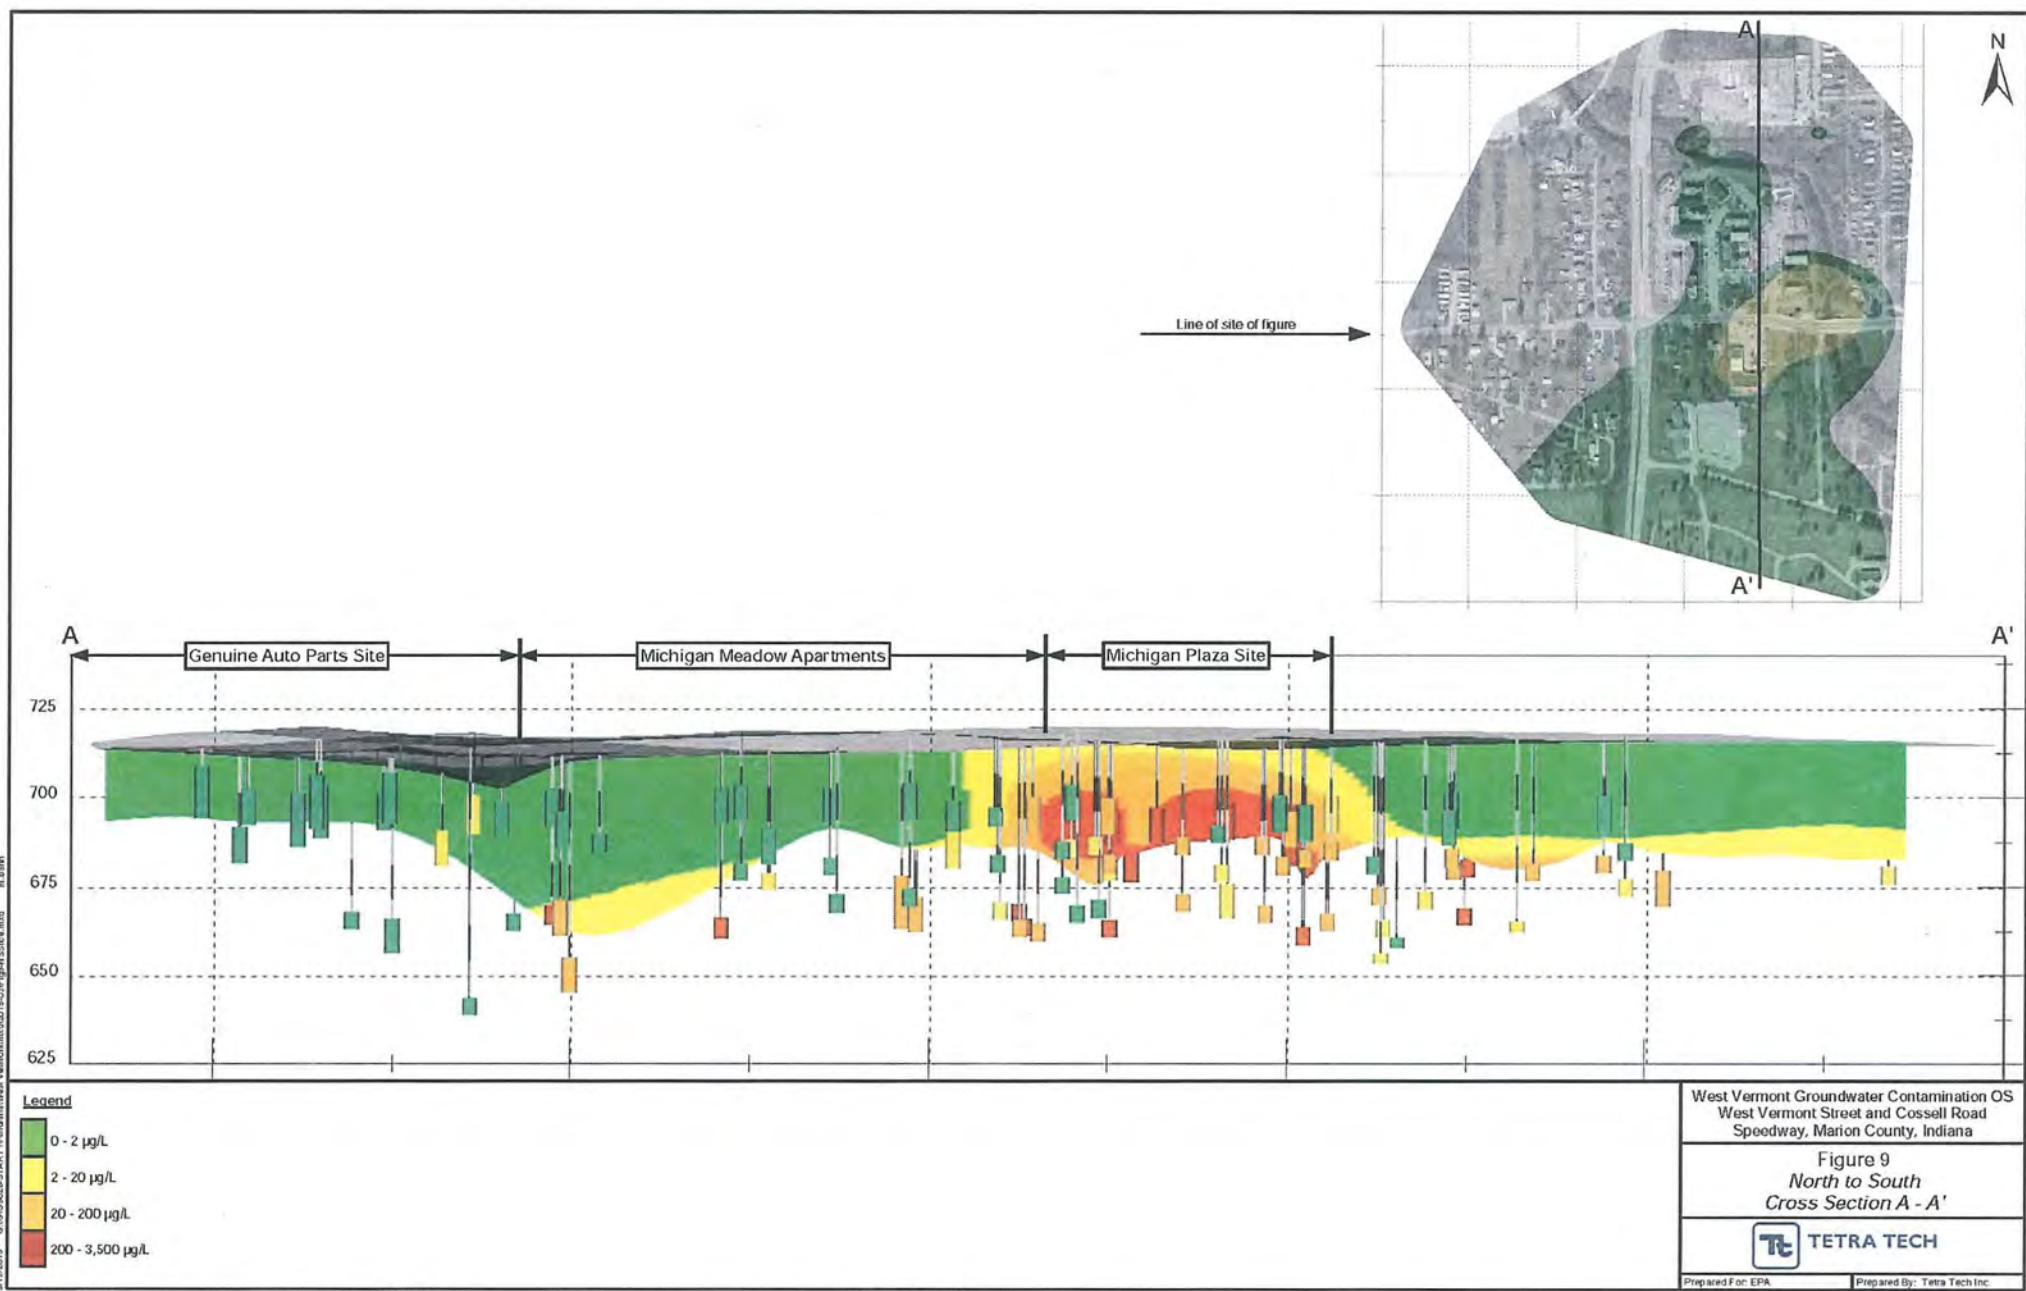 A
N
Line of site of figure
A'
A
A'
Genuine Auto Parts Site
Michigan Meadow Apartments
Michigan Plaza Site
725
700
675
650
625
Legend
0 - 2 µg/L
2 - 20 µg/L
20 - 200 µg/L
200 - 3,500 µg/L
West Vermont Groundwater Contamination OS
West Vermont Street and Cossell Road
Speedway, Marion County, Indiana
Figure 9
North to South
Cross Section A - A'
Tt TETRA TECH
Prepared For: EPA
Prepared By: Tetra Tech Inc.